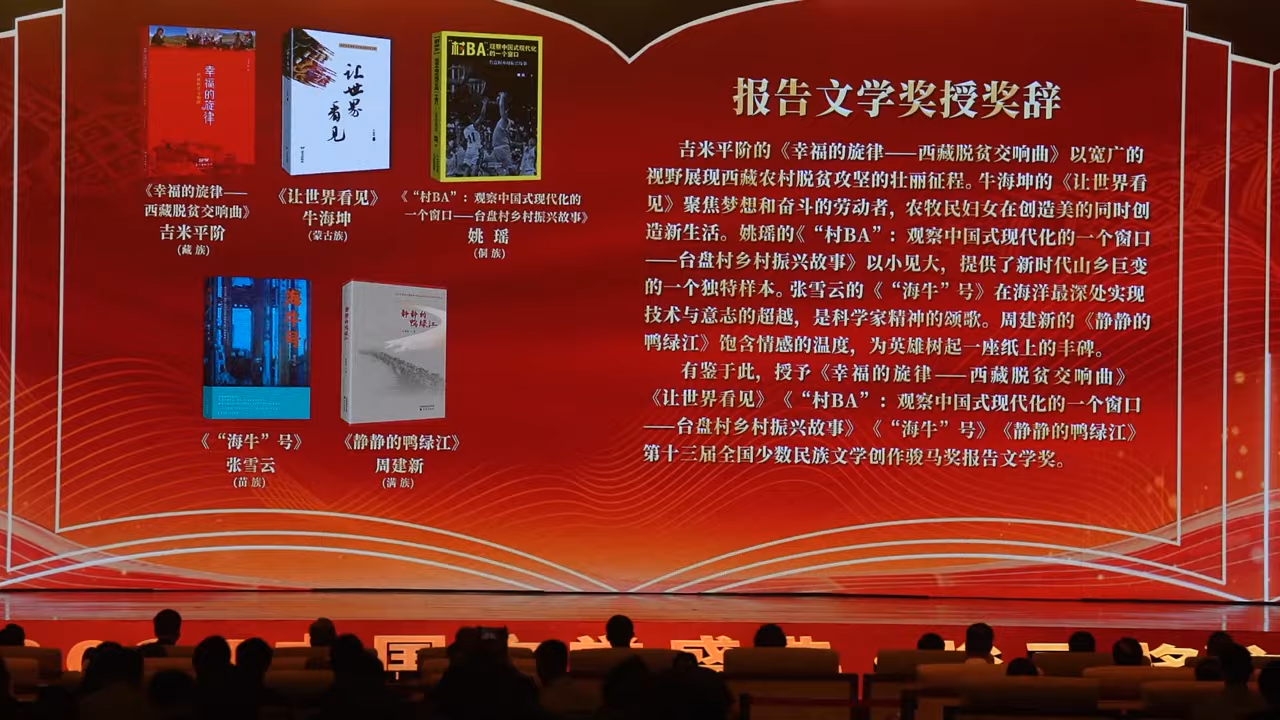 幸福的旋律
让世界看见
“村BA”：观察中国式现代化的一个窗口
《幸福的旋律——
西藏脱贫交响曲》
吉米平阶
(藏 族)
《让世界看见》
牛海坤
(蒙古族)
《“村BA”：观察中国式现代化的
一个窗口——台盘村乡村振兴故事》
姚 瑶
(侗 族)
海牛号
静静的
鸭绿江
《“海牛”号》
张雪云
(苗 族)
《静静的鸭绿江》
周建新
(满 族)
报告文学奖授奖辞
吉米平阶的《幸福的旋律——西藏脱贫交响曲》以宽广的
视野展现西藏农村脱贫攻坚的壮丽征程。牛海坤的《让世界看
见》聚焦梦想和奋斗的劳动者，农牧民妇女在创造美的同时创
造新生活。姚瑶的《“村BA”：观察中国式现代化的一个窗口
——台盘村乡村振兴故事》以小见大，提供了新时代山乡巨变
的一个独特样本。张雪云的《“海牛”号》在海洋最深处实现
技术与意志的超越，是科学家精神的颂歌。周建新的《静静的
鸭绿江》饱含情感的温度，为英雄树起一座纸上的丰碑。
有鉴于此，授予《幸福的旋律——西藏脱贫交响曲》
《让世界看见》《“村BA”：观察中国式现代化的一个窗口
——台盘村乡村振兴故事》《“海牛”号》《静静的鸭绿江》
第十三届全国少数民族文学创作骏马奖报告文学奖。